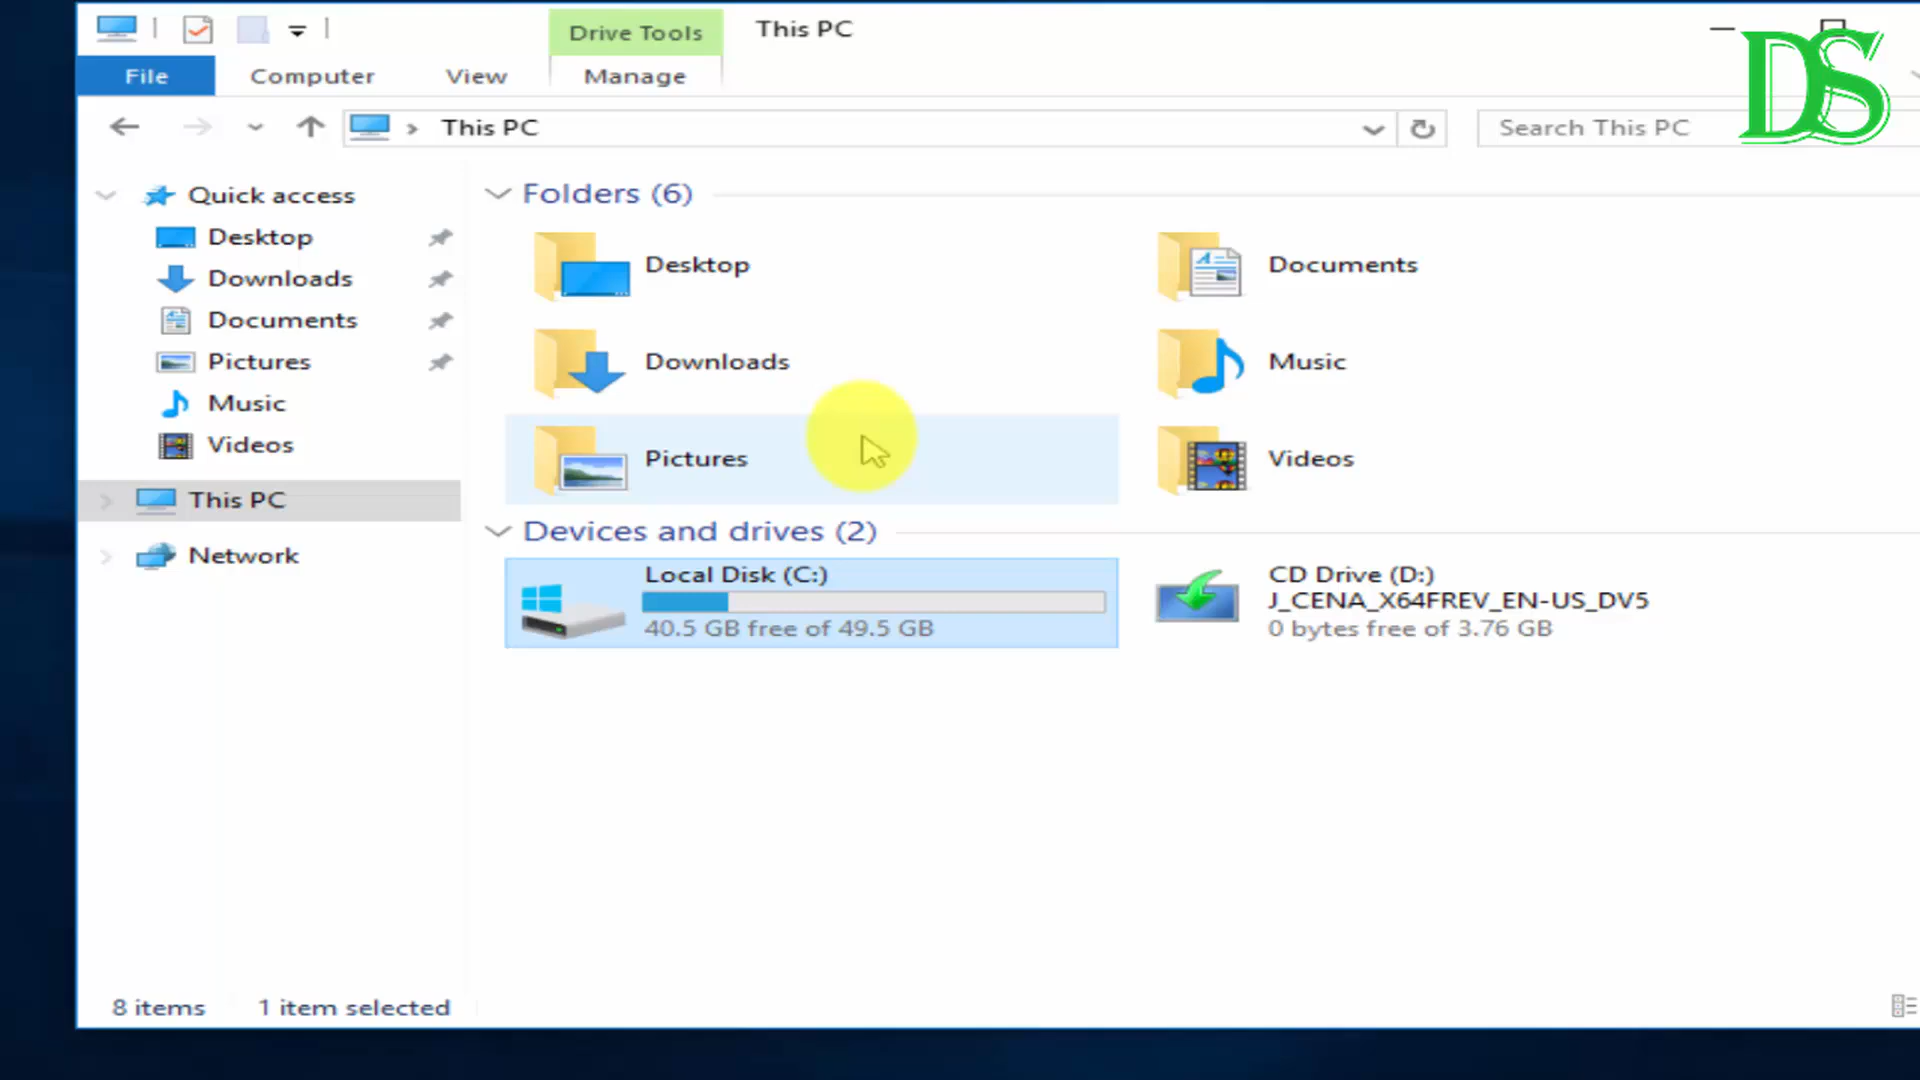 Drive Tools
This PC
File
Computer
View
Manage
This PC
Search This PC
DS
Quick access
Desktop
Downloads
Documents
Pictures
Music
Videos
This PC
Network
Folders (6)
Desktop
Documents
Downloads
Music
Pictures
Videos
Devices and drives (2)
Local Disk (C:)
40.5 GB free of 49.5 GB
CD Drive (D:)
J_CENA_X64FREV_EN-US_DV5
0 bytes free of 3.76 GB
8 items
1 item selected